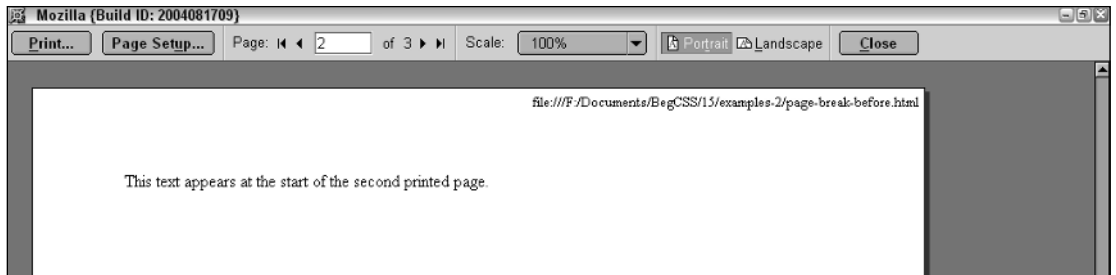 Mozilla {Build ID: 2004081709}
Print... Page Setup... Page: 2 of 3 Scale: 100% Portrait Landscape Close
file:///F:/Documents/BegCSS/15/examples-2/page-break-before.html
This text appears at the start of the second printed page.